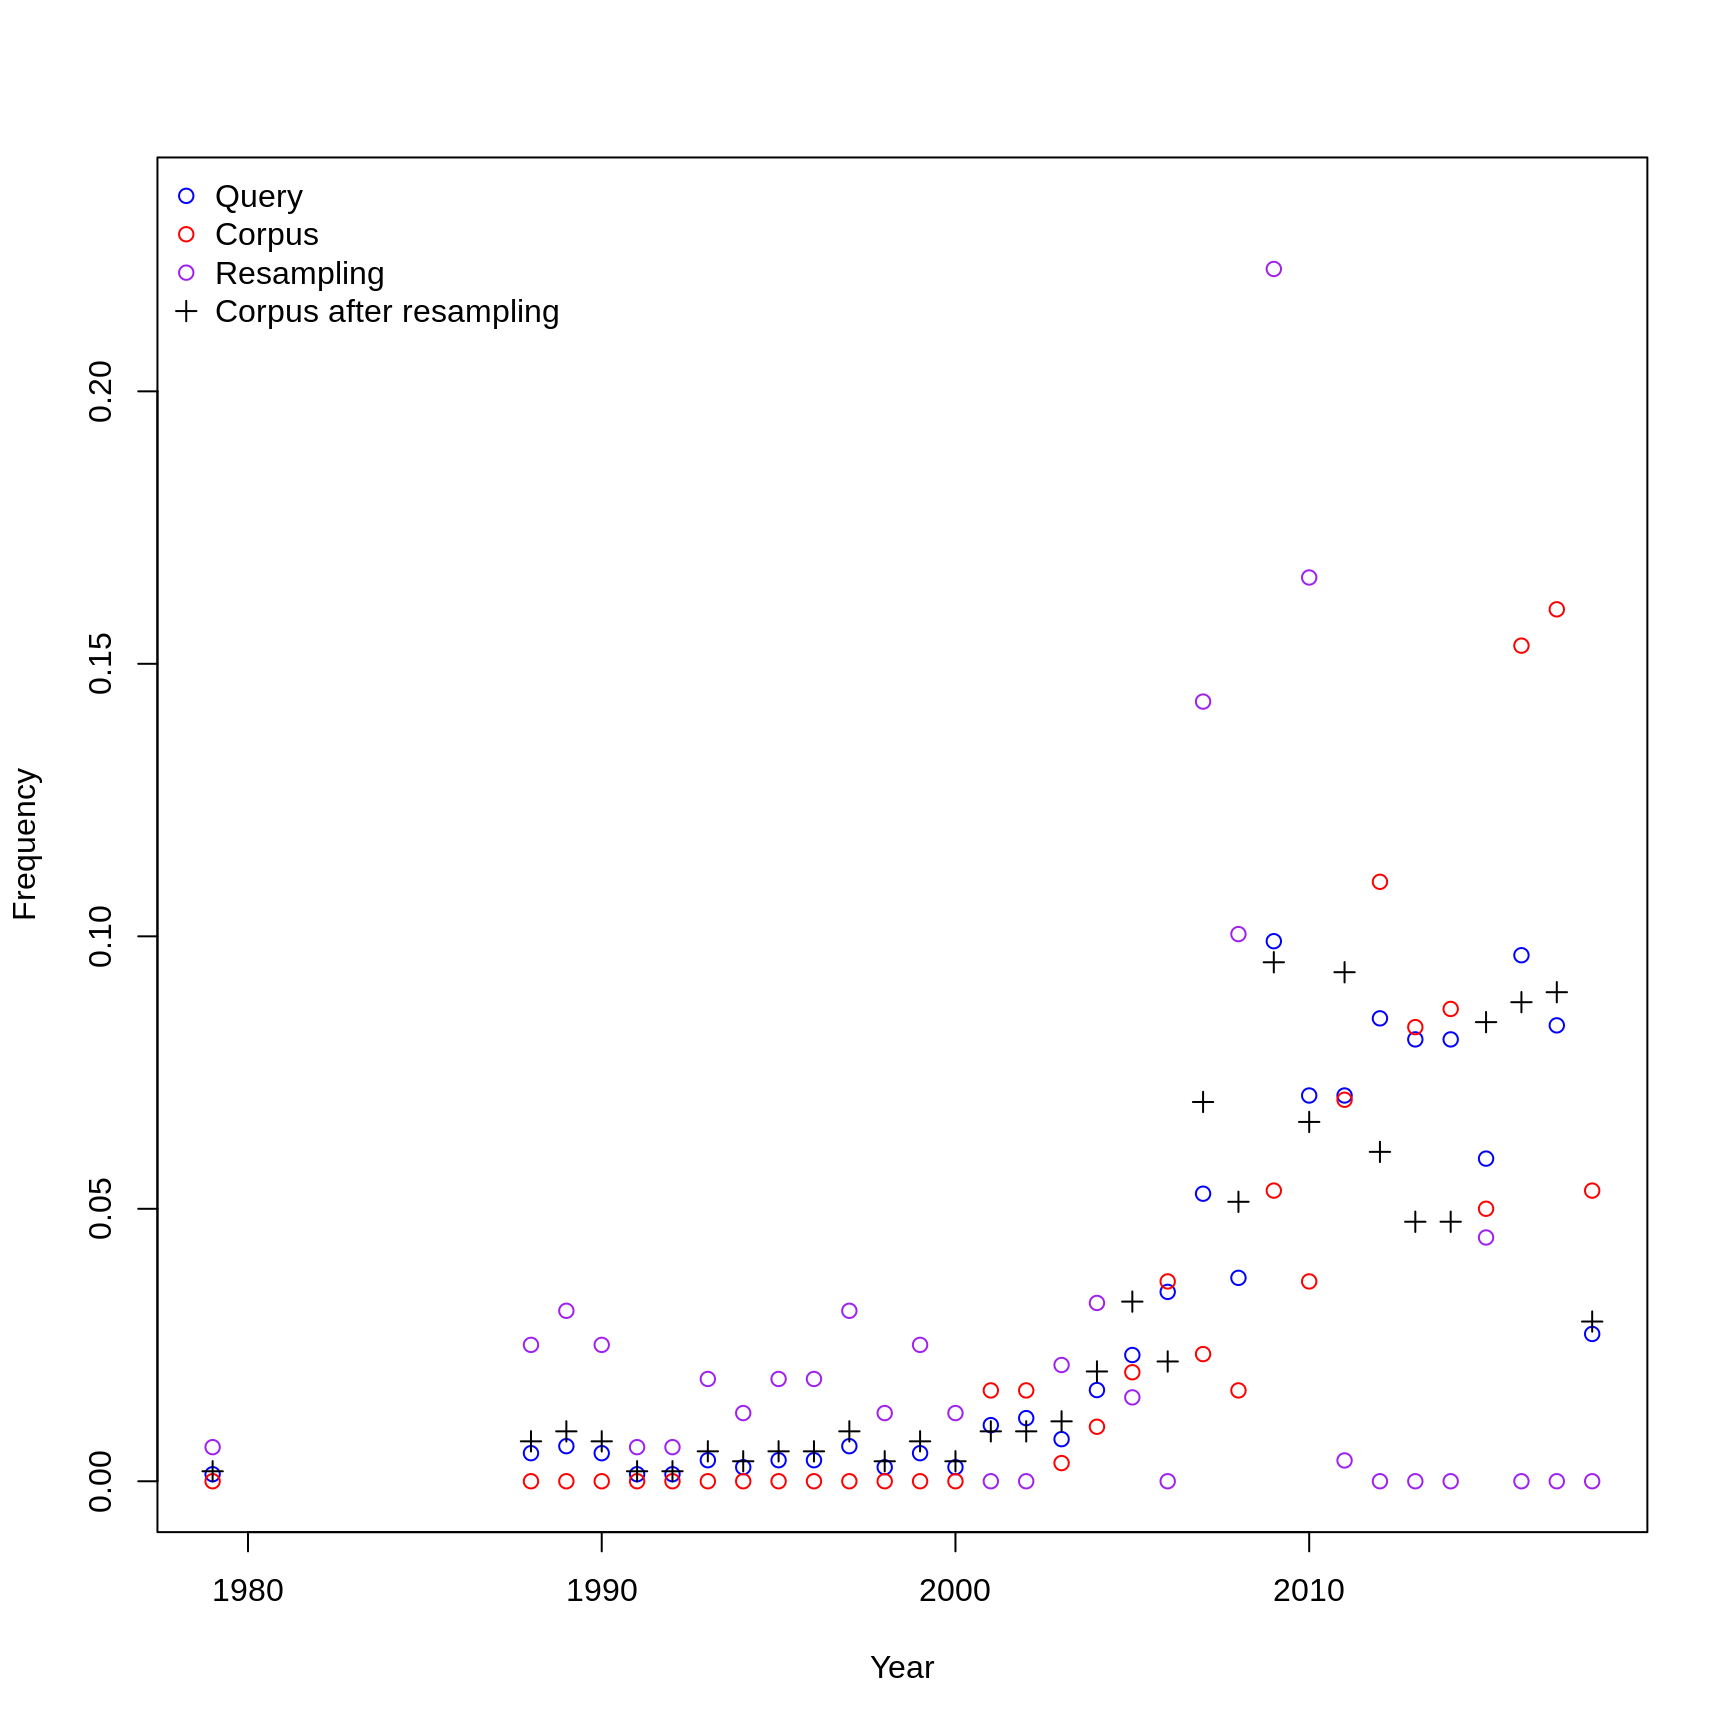 Query
Corpus
Resampling
Corpus after resampling
0.20
0.15
0.10
0.05
0.00
Frequency
1980 1990 2000 2010
Year